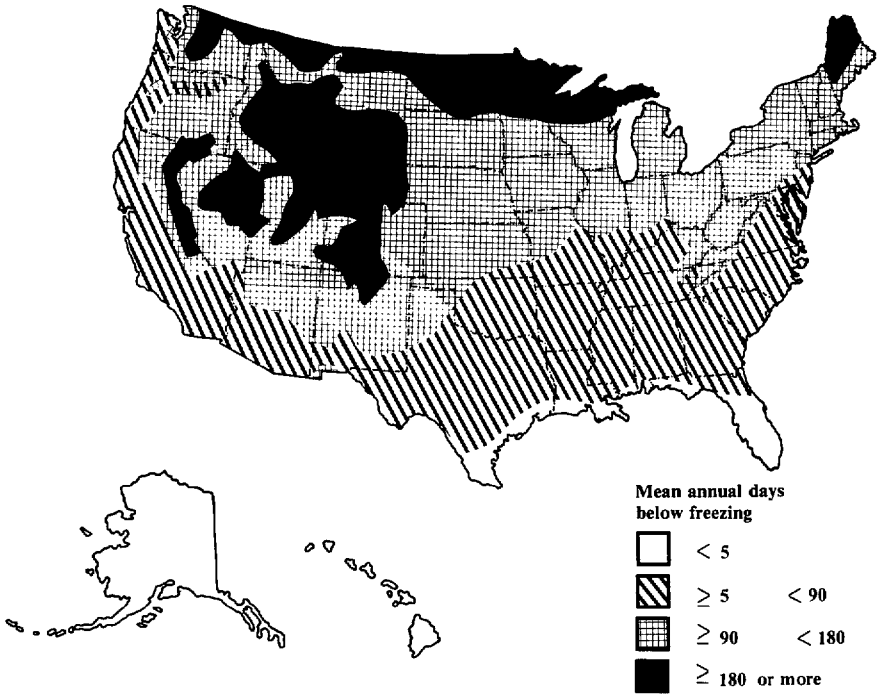 Mean annual days
below freezing
< 5
≥ 5 < 90
≥ 90 < 180
≥ 180 or more